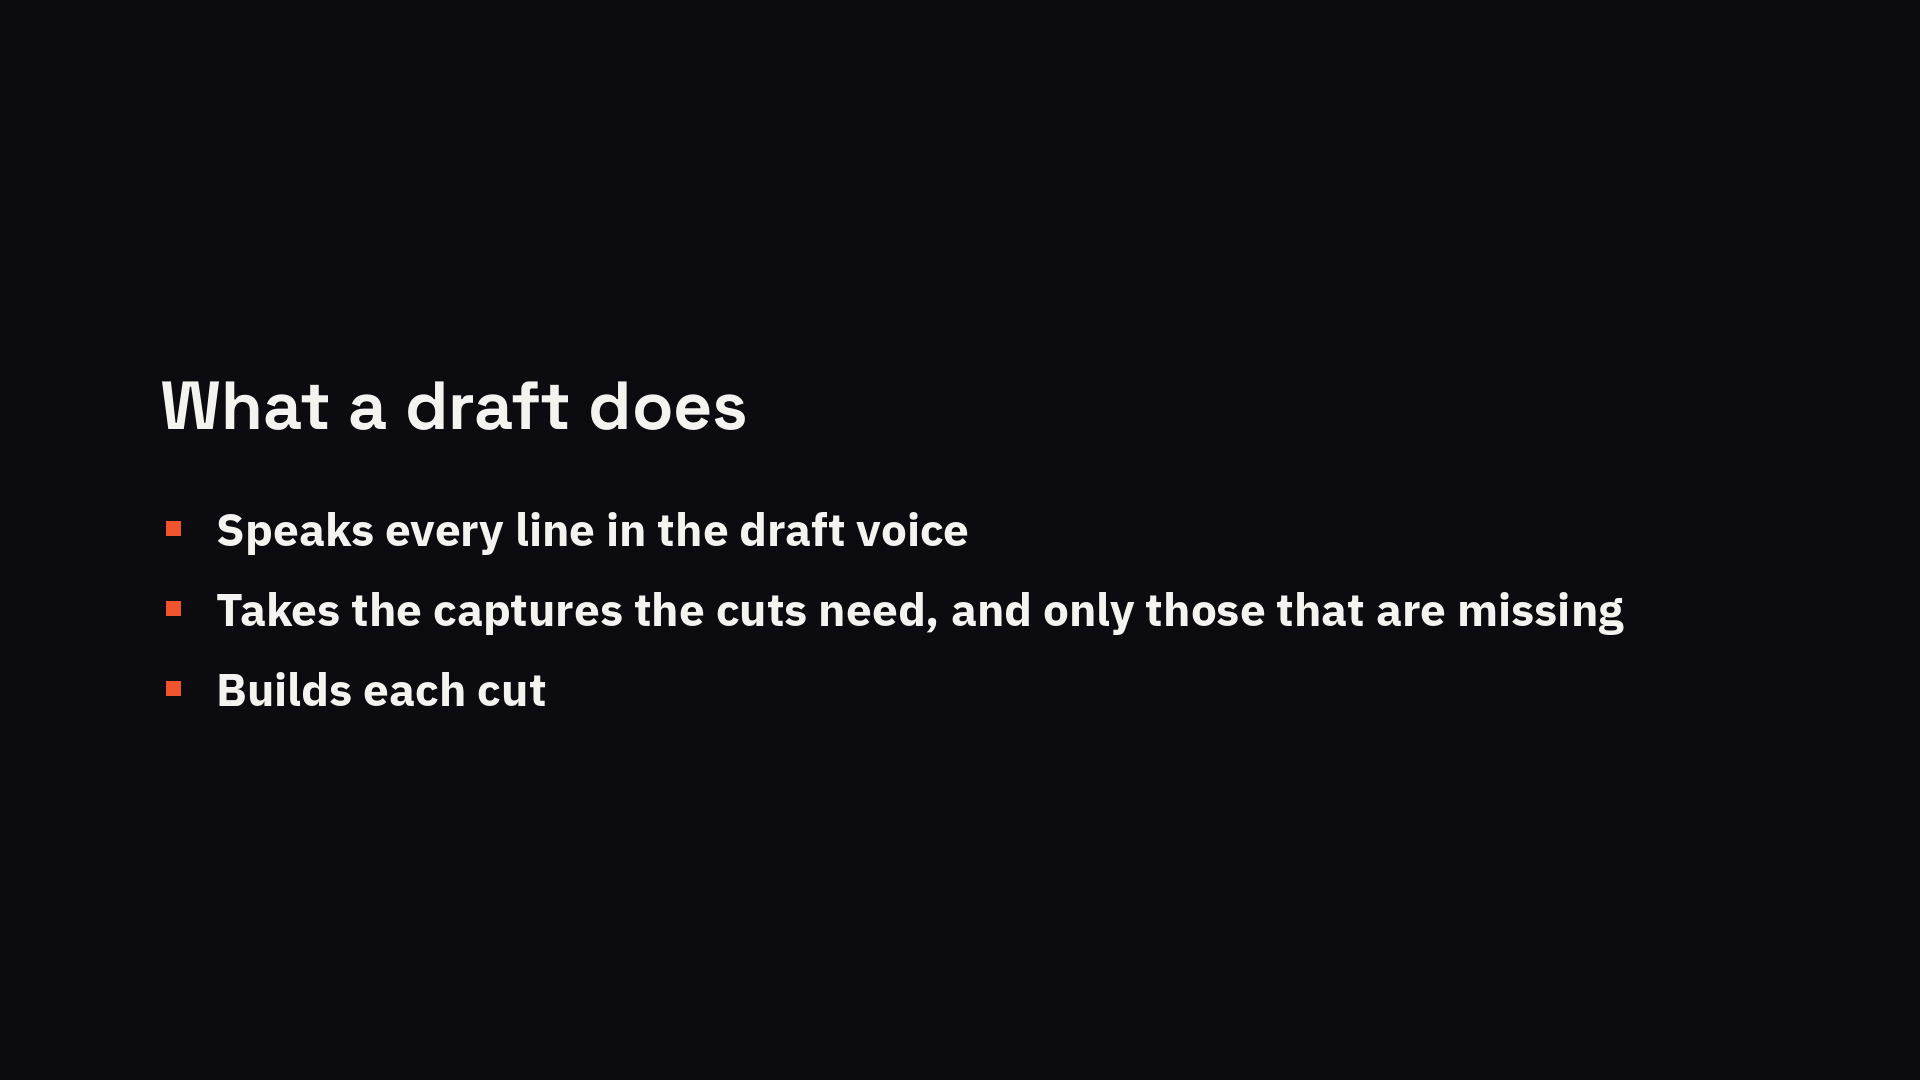 What a draft does
Speaks every line in the draft voice
Takes the captures the cuts need, and only those that are missing
Builds each cut